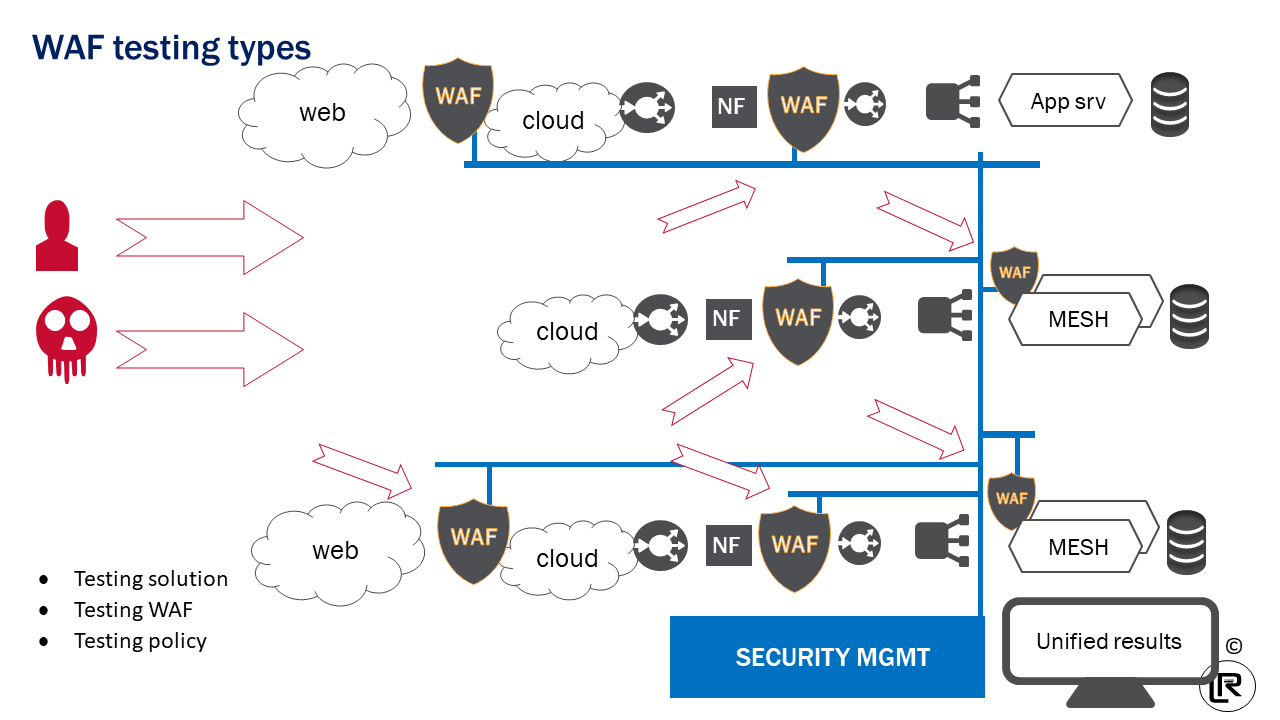 WAF testing types
web
WAF
cloud
NF
WAF
App srv
WAF
cloud
NF
WAF
MESH
web
WAF
cloud
NF
WAF
WAF
MESH
• Testing solution
• Testing WAF
• Testing policy
SECURITY MGMT
Unified results
©
LR